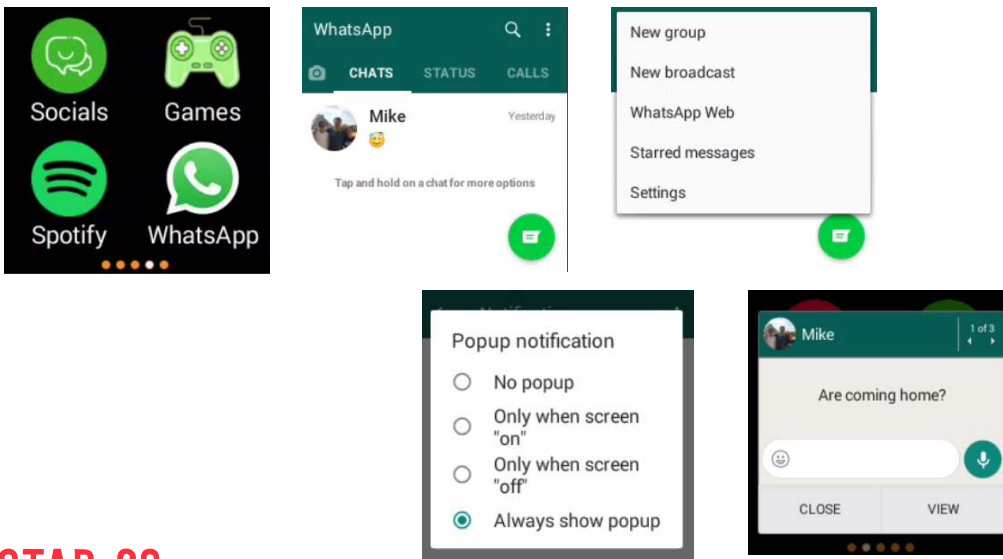 Socials Games
Spotify WhatsApp
WhatsApp
CHATS STATUS CALLS
Mike Yesterday
Tap and hold on a chat for more options
New group
New broadcast
WhatsApp Web
Starred messages
Settings
Popup notification
No popup
Only when screen
"on"
Only when screen
"off"
Always show popup
Mike 1 of 3
Are coming home?
CLOSE VIEW